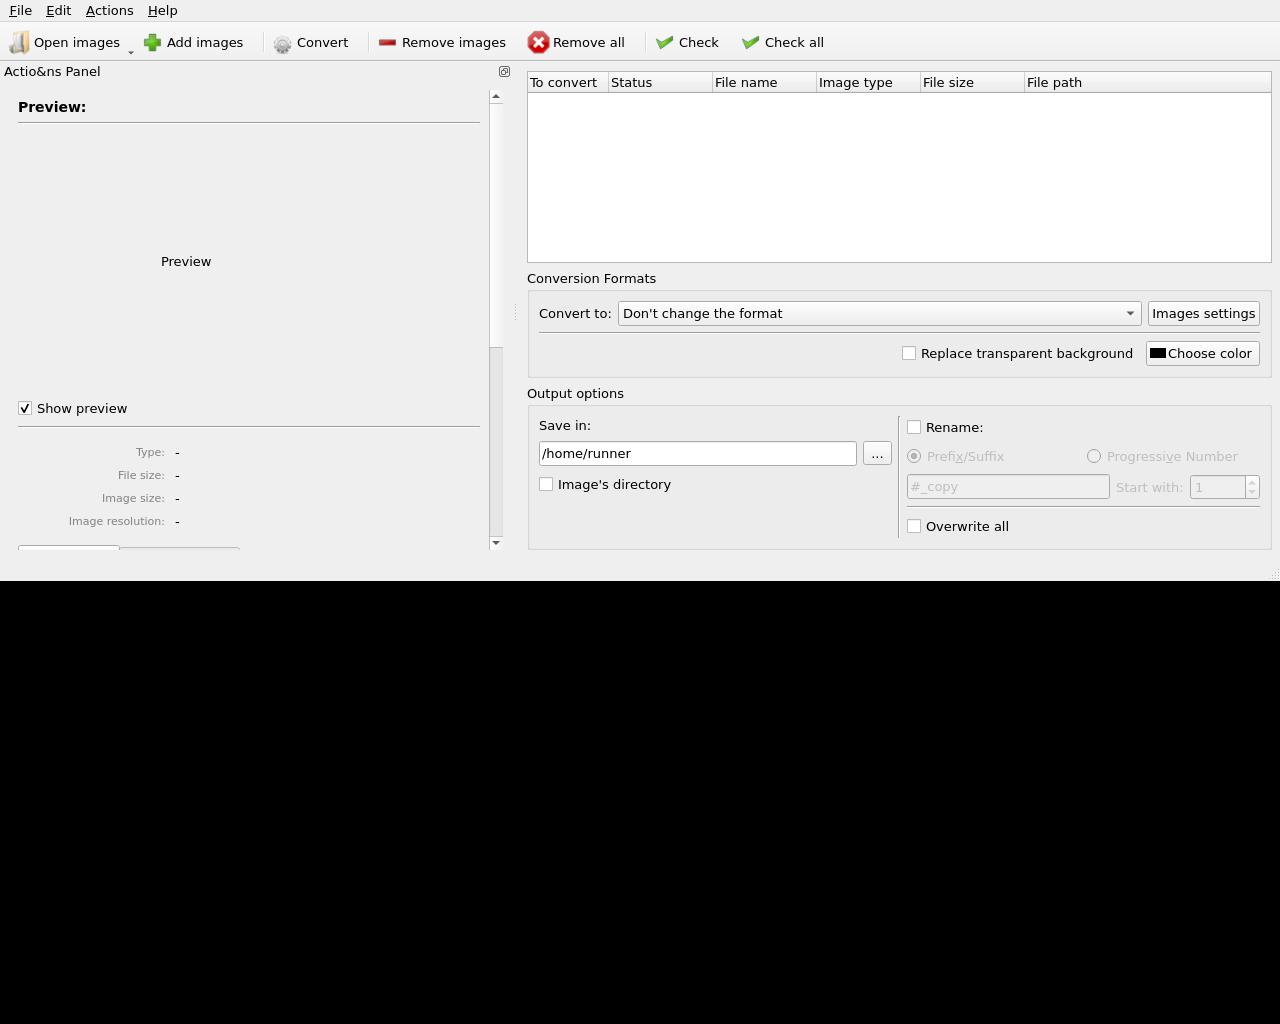 File Edit Actions Help
Open images Add images Convert Remove images Remove all Check Check all
Actio&ns Panel
Preview:
Preview
Show preview
Type: -
File size: -
Image size: -
Image resolution: -
To convert Status File name Image type File size File path
Conversion Formats
Convert to: Don't change the format Images settings
Replace transparent background Choose color
Output options
Save in:
/home/runner ...
Image's directory
Rename:
Prefix/Suffix Progressive Number
#_copy Start with: 1
Overwrite all